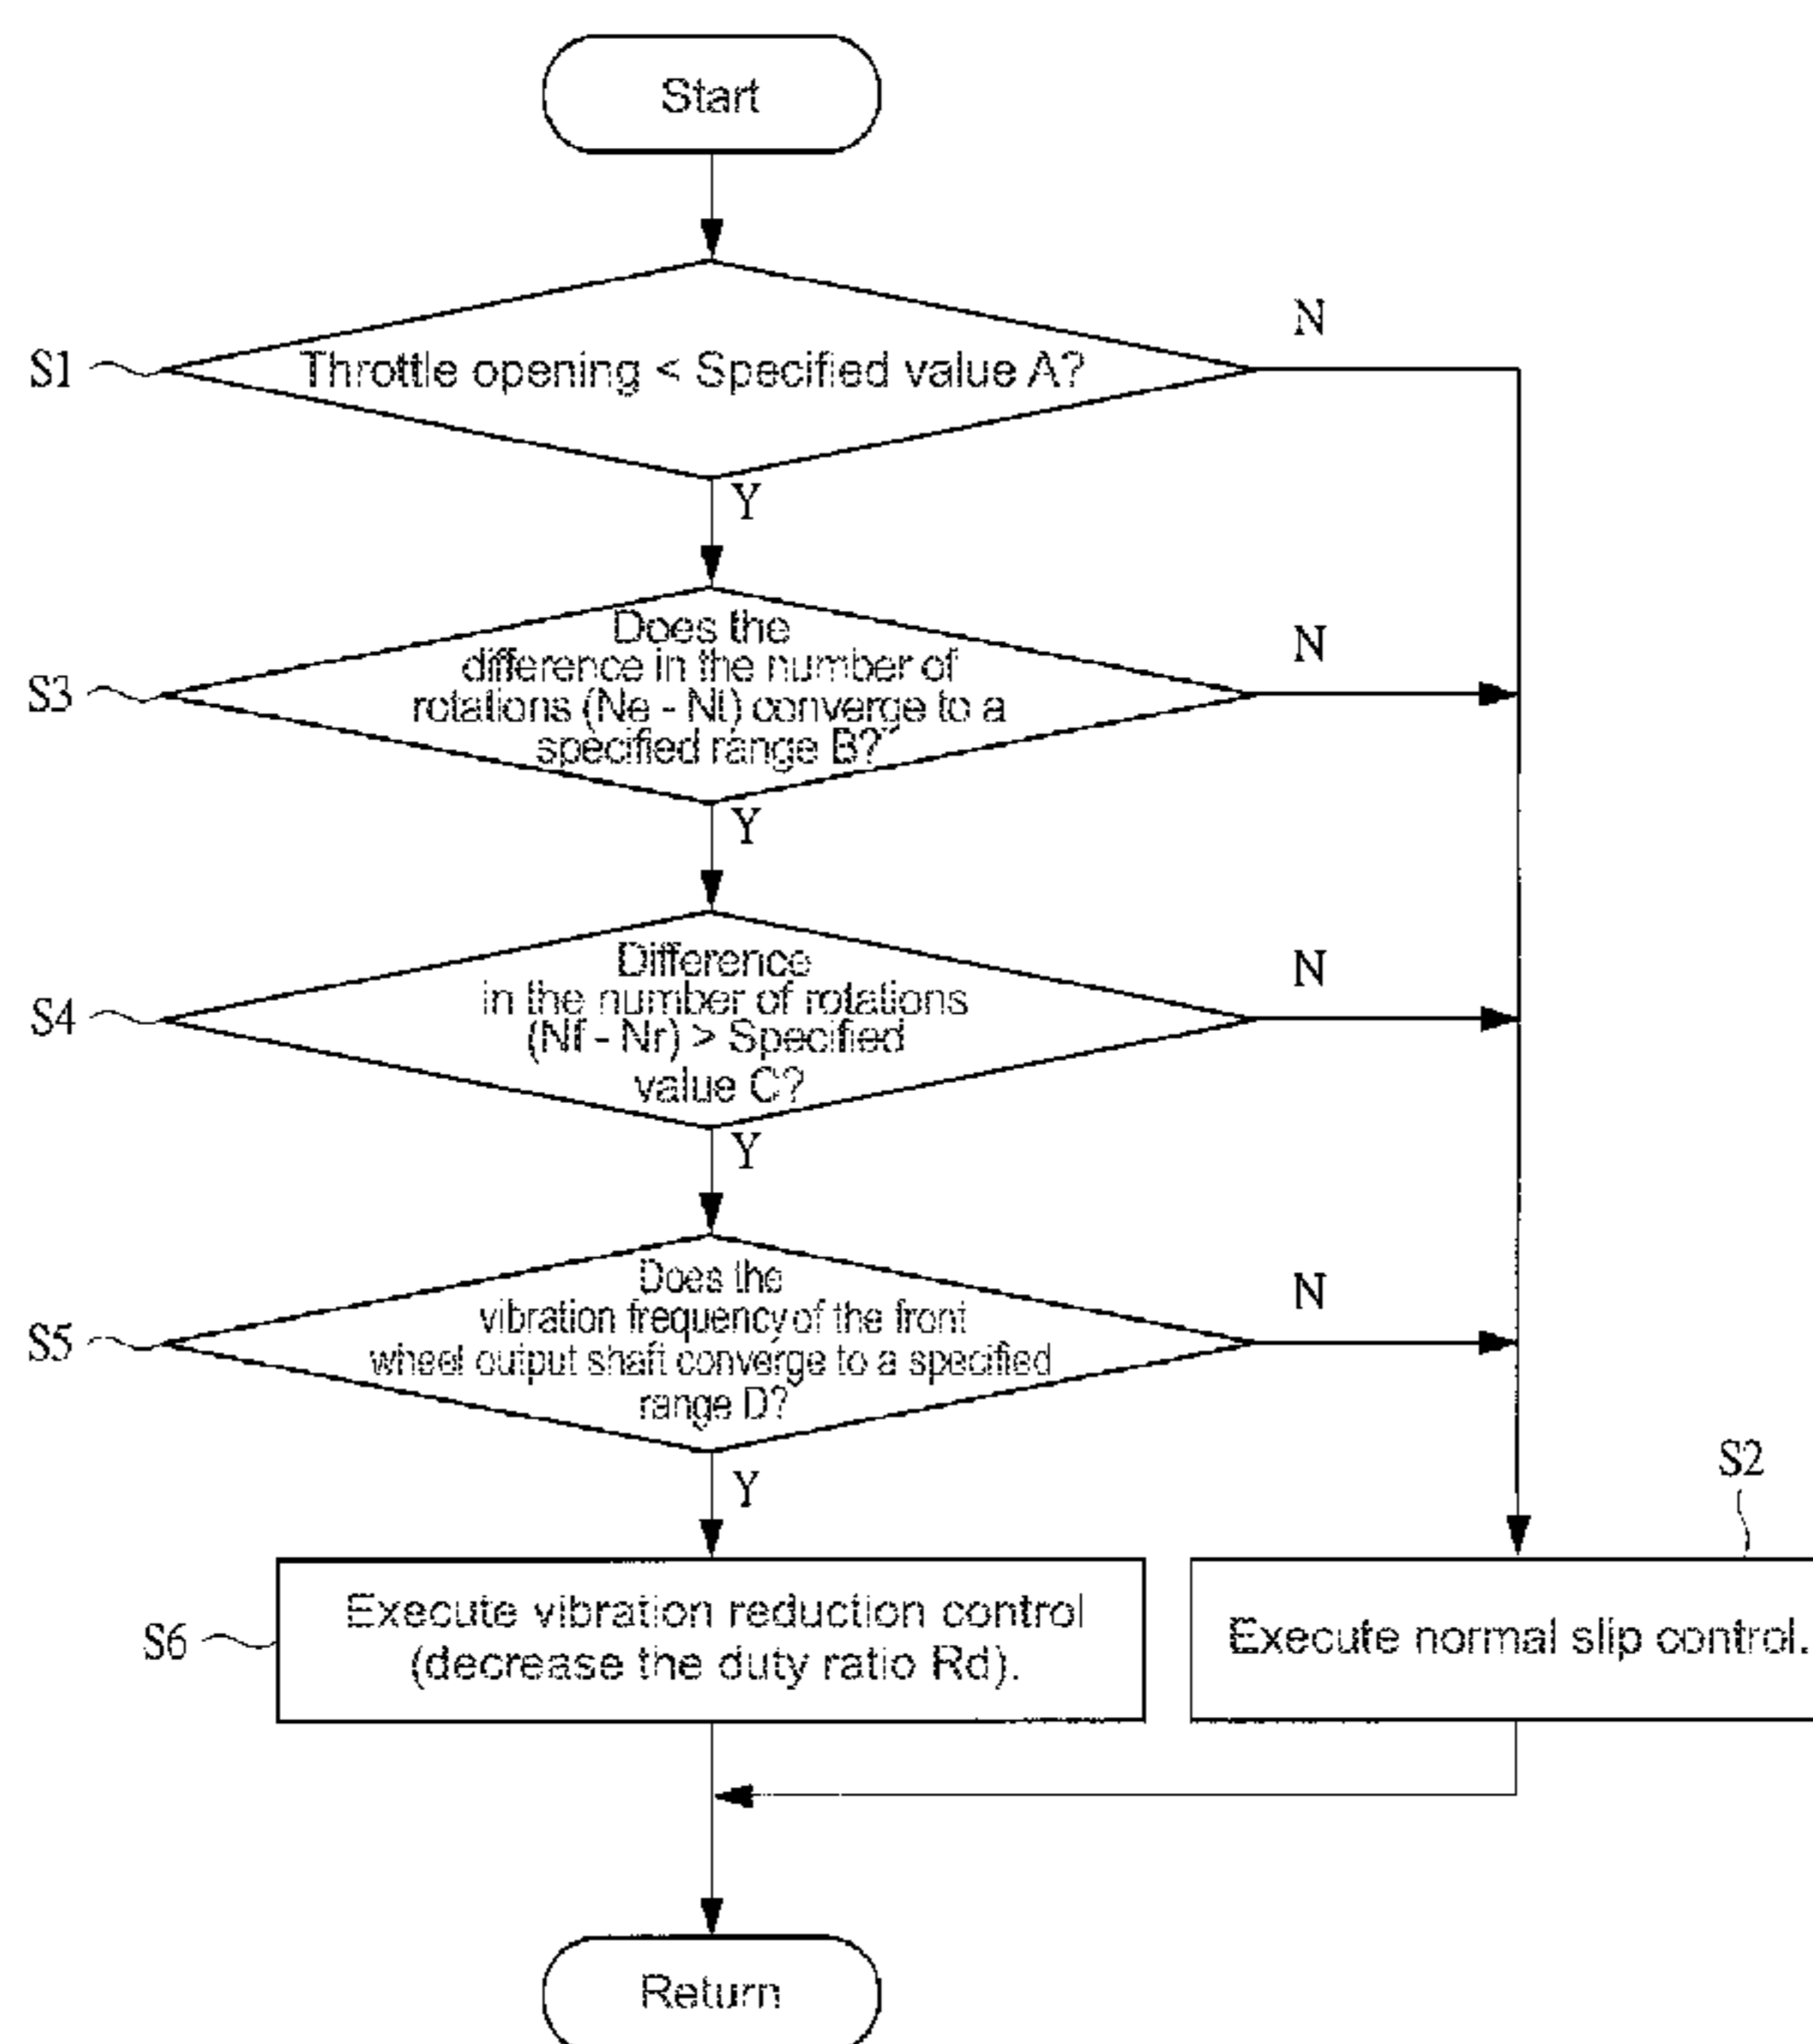 Start
N
S1
Throttle opening < Specified value A?
Y
Does the
N
difference in the number of
S3
rotations (Ne - Nt) converge to a
specified range B?
Y
Difference
N
in the number of rotations
S4
(Nf - Nr) > Specified
value C?
Y
Does the
N
vibration frequency of the front
S5
wheel output shaft converge to a specified
range D?
S2
Y
Execute vibration reduction control
S6
(decrease the duty ratio Rd).
Execute normal slip control.
Return